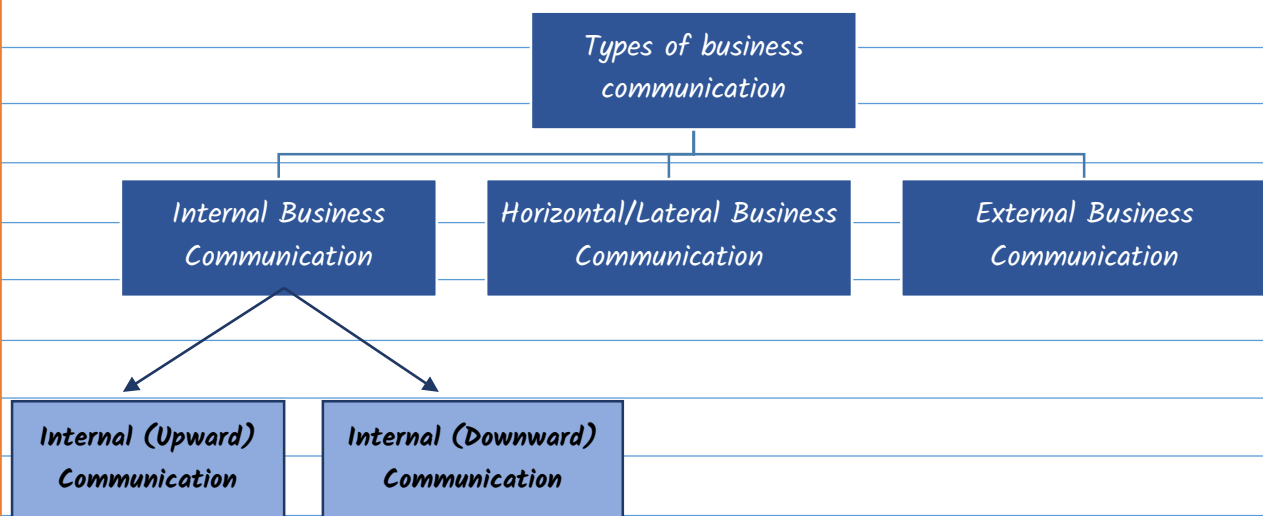 Types of business
communication
Internal Business
Communication
Horizontal/Lateral Business
Communication
External Business
Communication
Internal (Upward)
Communication
Internal (Downward)
Communication